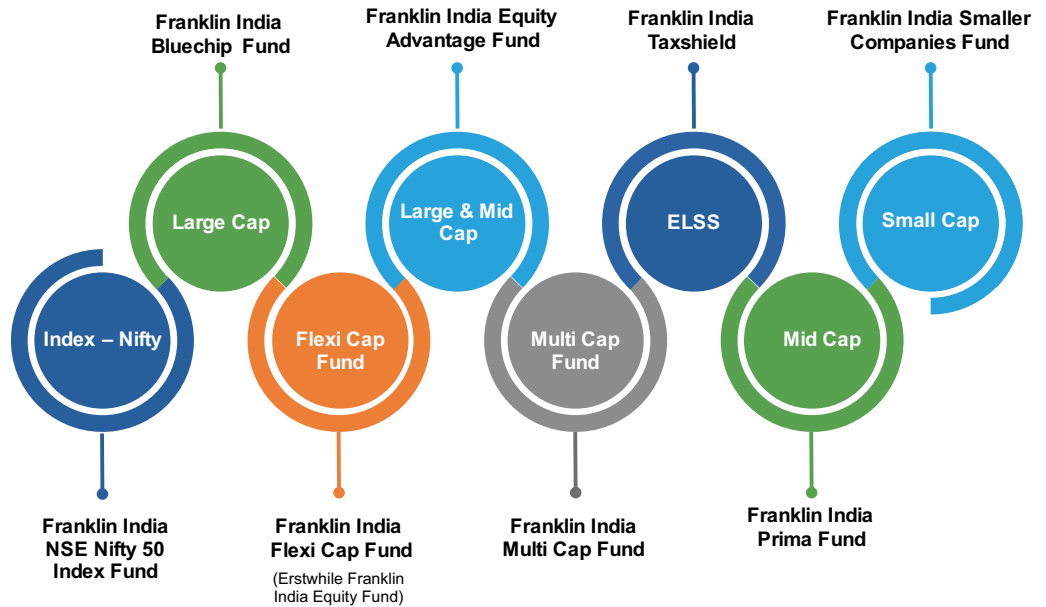 Franklin India
Bluechip Fund
Franklin India Equity
Advantage Fund
Franklin India
Taxshield
Franklin India Smaller
Companies Fund
Large Cap
Large & Mid
Cap
ELSS
Small Cap
Index – Nifty
Flexi Cap
Fund
Multi Cap
Fund
Mid Cap
Franklin India
NSE Nifty 50
Index Fund
Franklin India
Flexi Cap Fund
(Erstwhile Franklin
India Equity Fund)
Franklin India
Multi Cap Fund
Franklin India
Prima Fund